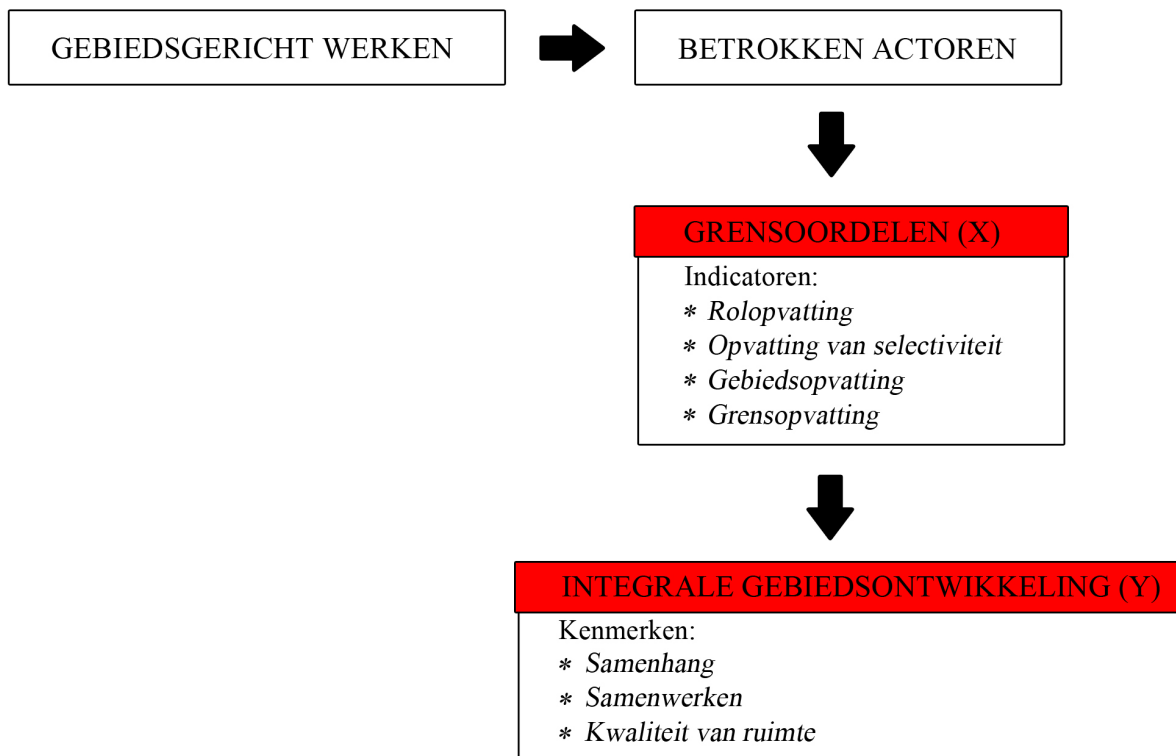 GEBIEDSGERICHT WERKEN
BETROKKEN ACTOREN
GRENSOORDELEN (X)
Indicatoren:
* Rolopvatting
* Opvatting van selectiviteit
* Gebiedsopvatting
* Grensopvatting
INTEGRALE GEBIEDSONTWIKKELING (Y)
Kenmerken:
* Samenhang
* Samenwerken
* Kwaliteit van ruimte